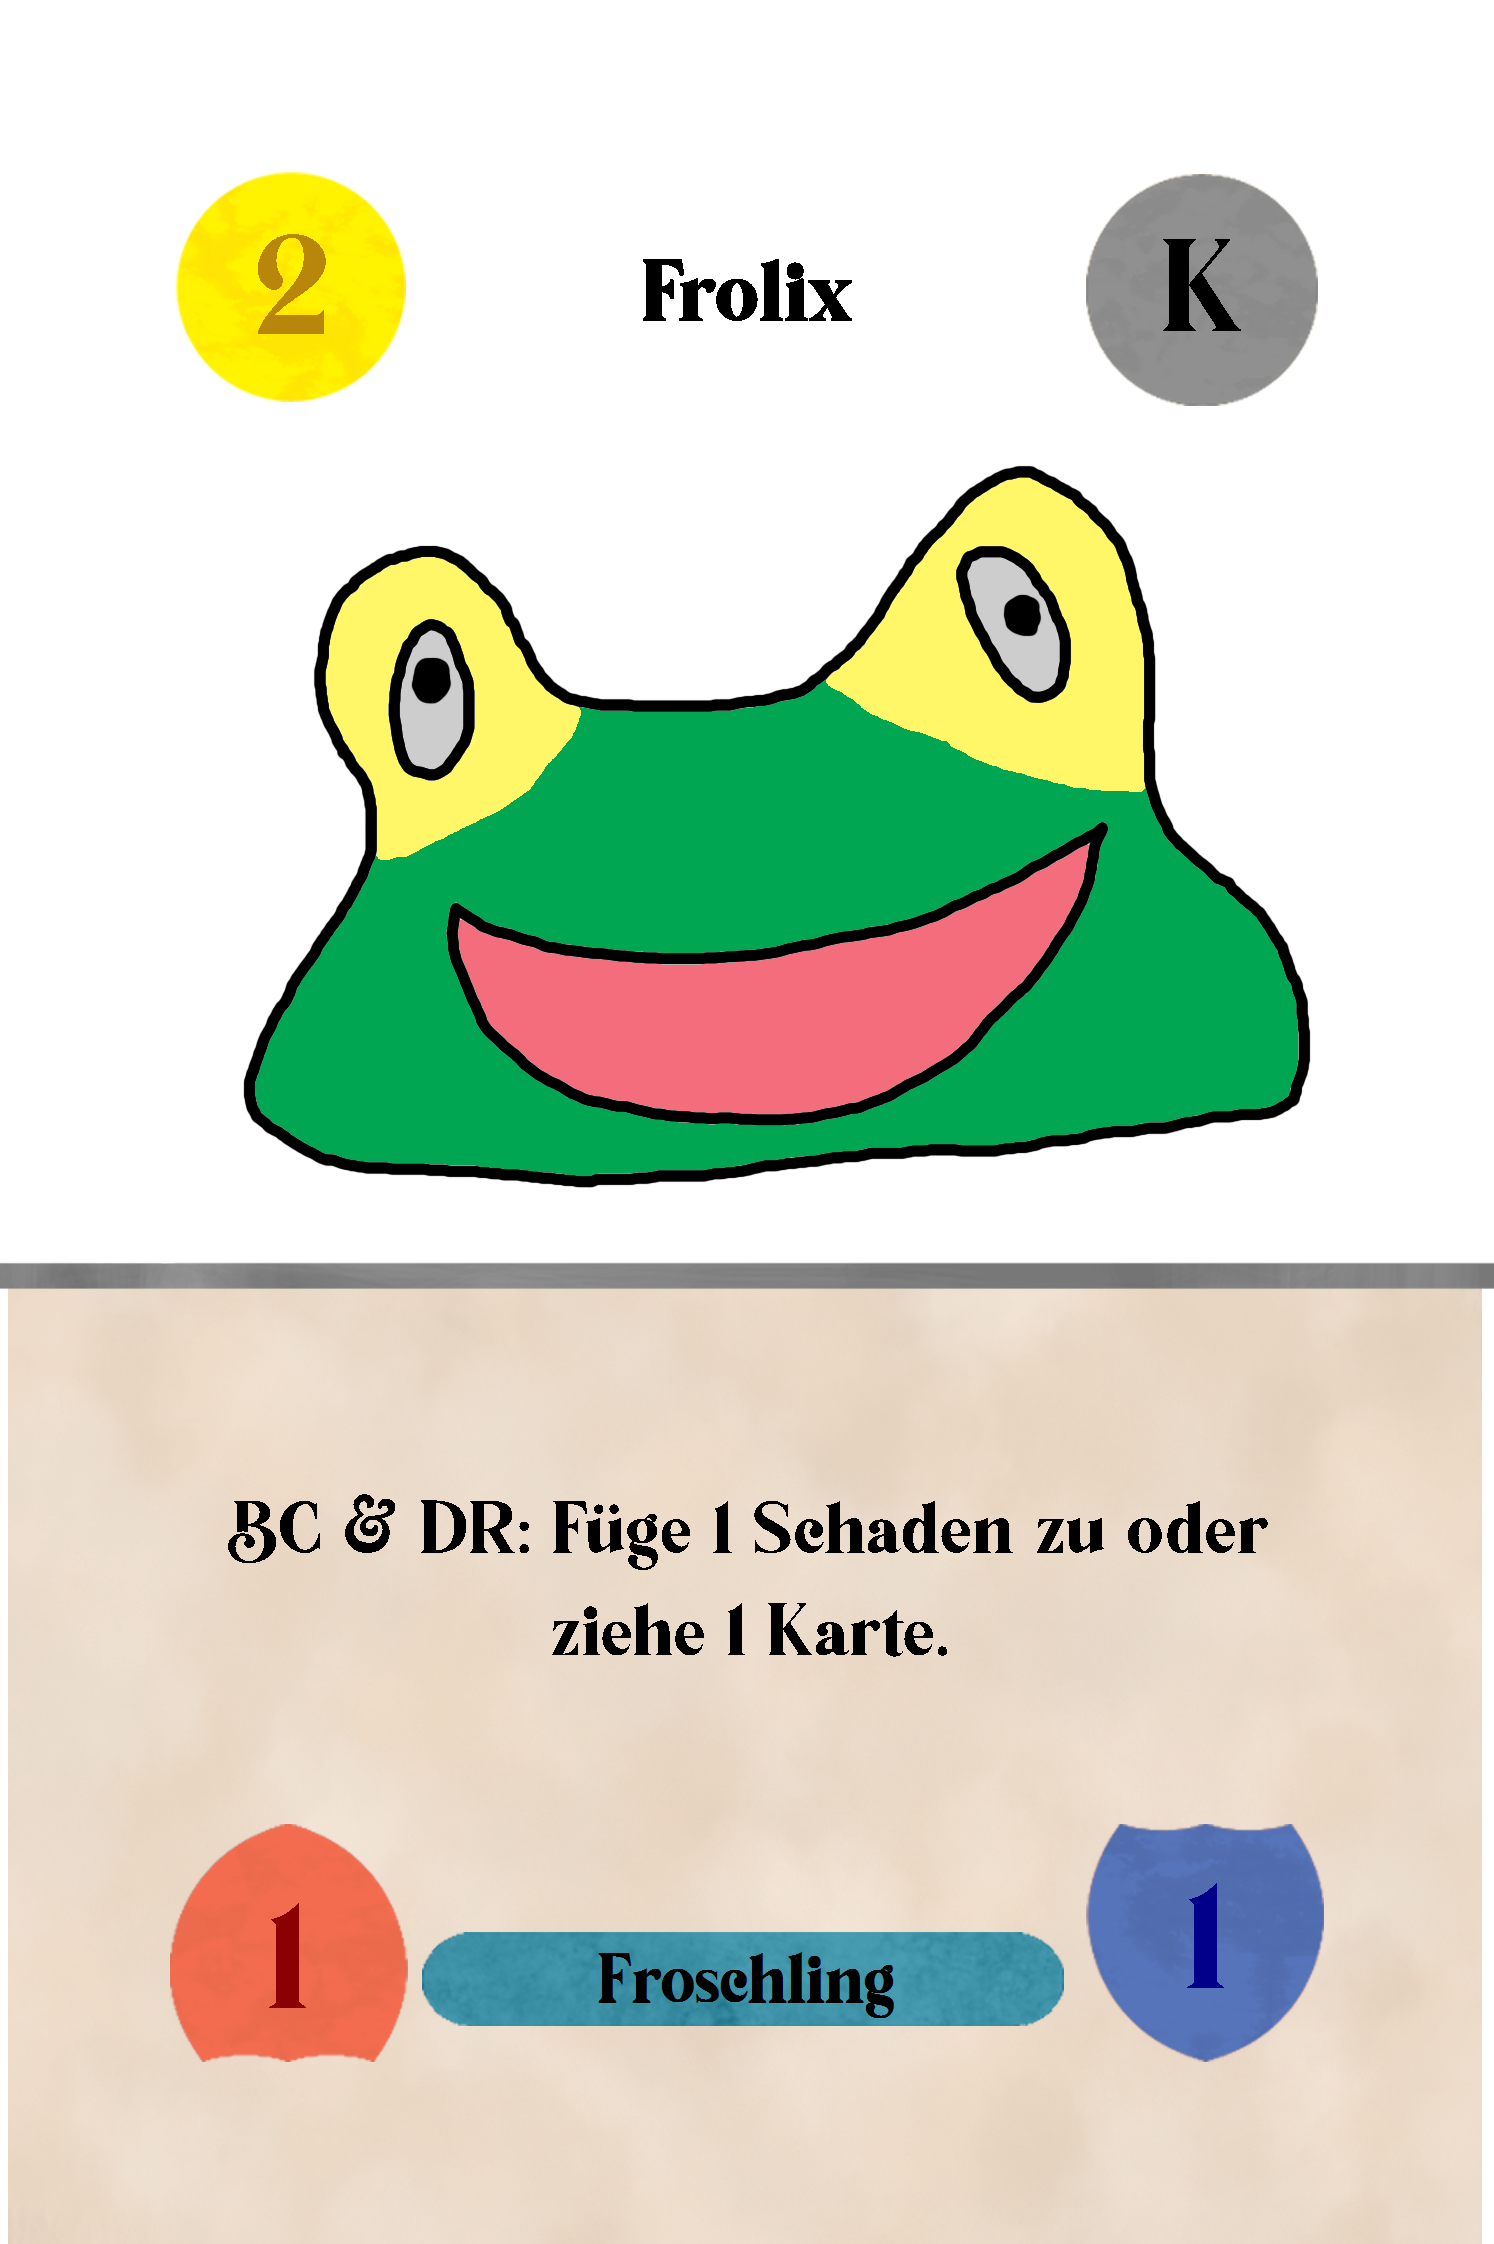 2
Frolix
K
BC & DR: Füge 1 Schaden zu oder
ziehe 1 Karte.
1
Froschling
1